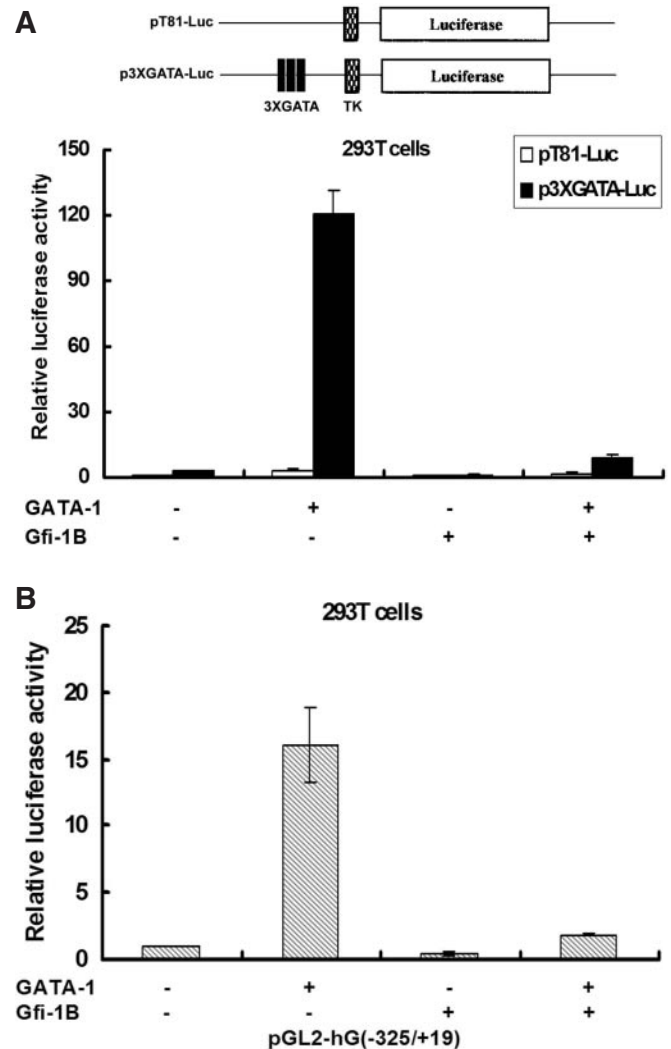 A
pT81-Luc
Luciferase
p3XGATA-Luc
Luciferase
3XGATA TK
293T cells
pT81-Luc
p3XGATA-Luc
Relative luciferase activity
150
120
90
60
30
0
GATA-1 - + - +
Gfi-1B - - + +
B
293T cells
Relative luciferase activity
25
20
15
10
5
0
GATA-1 - + - +
Gfi-1B - - + +
pGL2-hG(-325/+19)